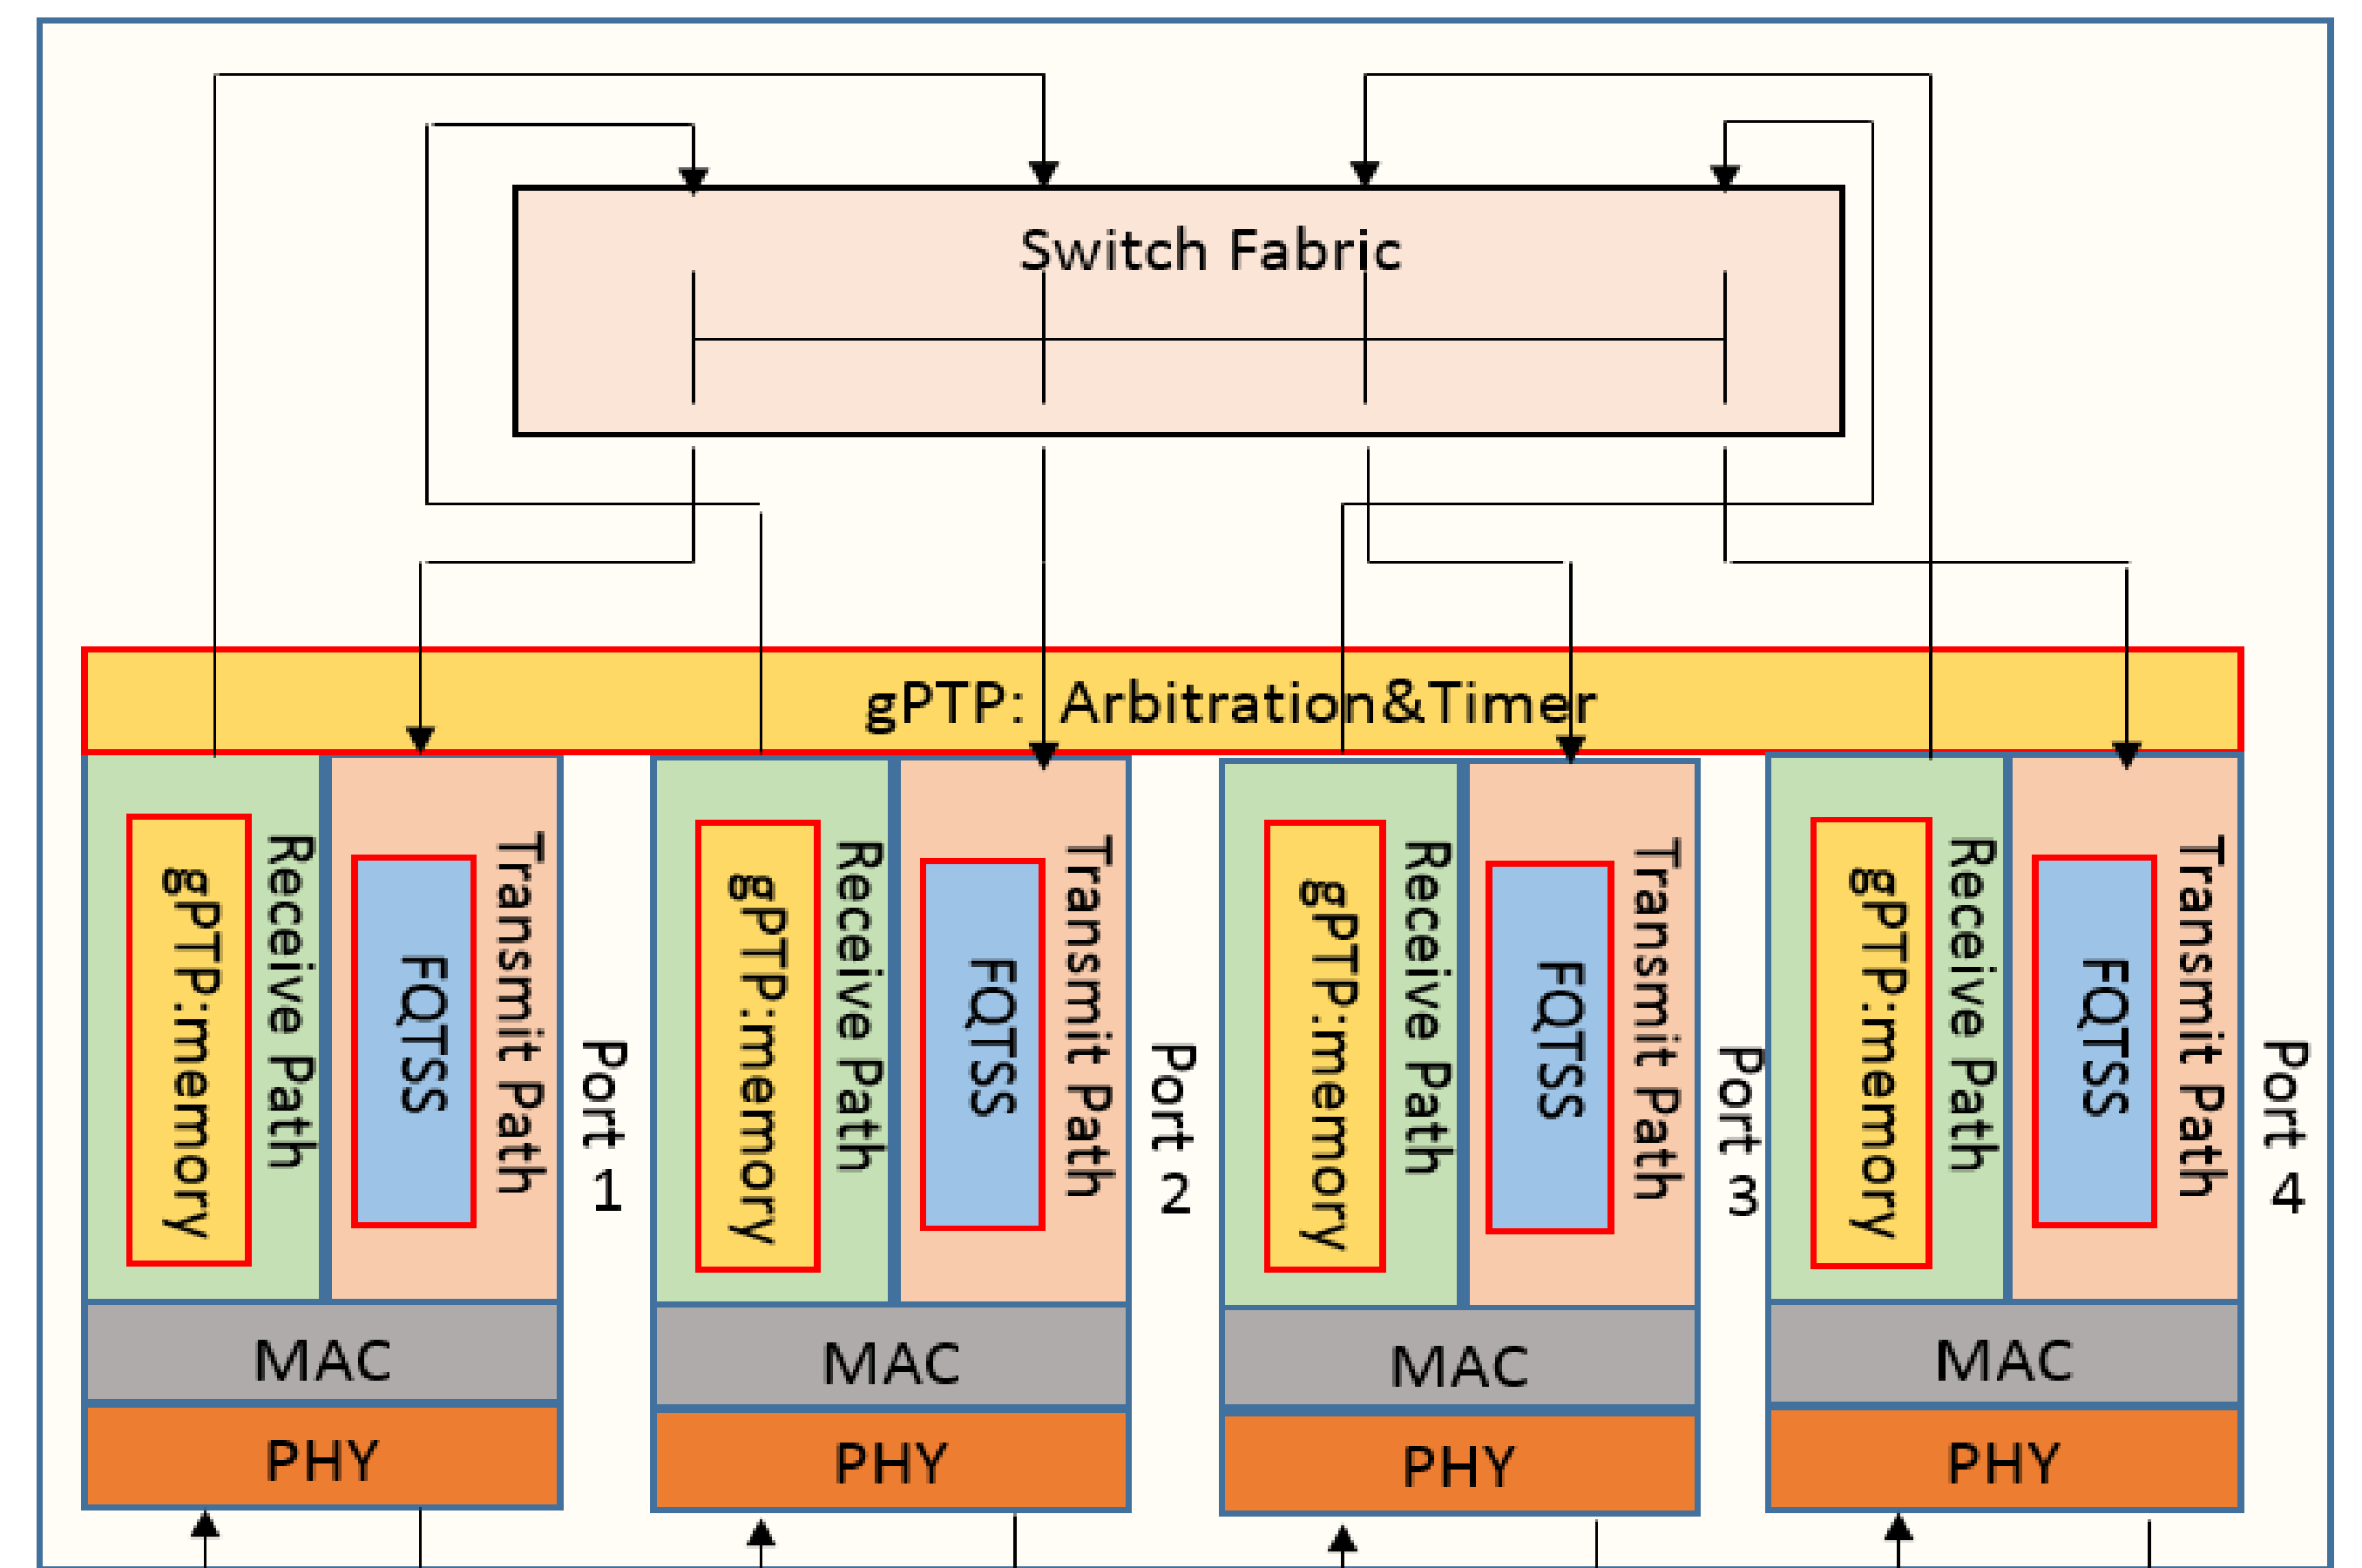 Switch Fabric
gPTP: Arbitration&Timer
gPTP:memory
Receive Path
FQTSS
Transmit Path
Port 1
gPTP:memory
Receive Path
FQTSS
Transmit Path
Port 2
gPTP:memory
Receive Path
FQTSS
Transmit Path
Port 3
gPTP:memory
Receive Path
FQTSS
Transmit Path
Port 4
MAC
MAC
MAC
MAC
PHY
PHY
PHY
PHY